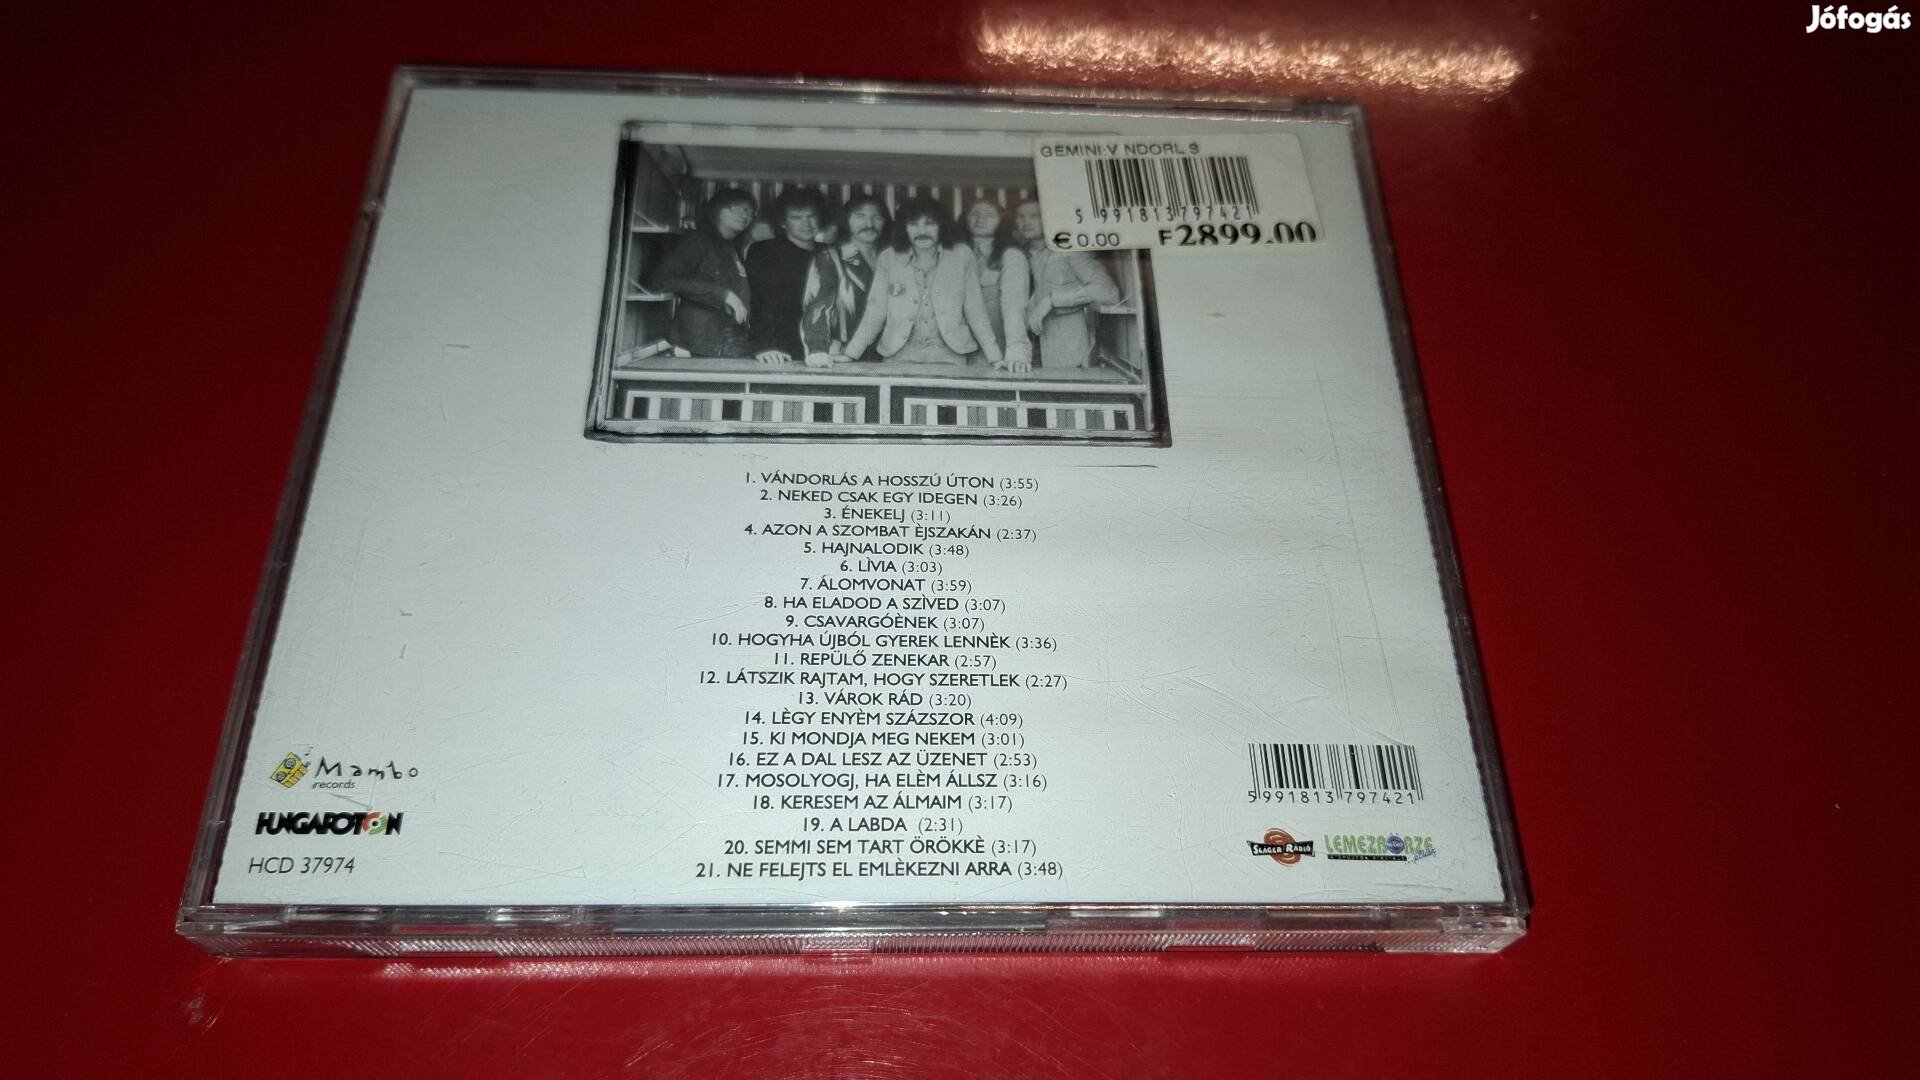 Jófogás
GEMINI:V NDORL S
5 991813 797421
€0.00 F2899.00
1. VÁNDORLÁS A HOSSZÚ ÚTON (3:55)
2. NEKED CSAK EGY IDEGEN (3:26)
3. ÉNEKELJ (3:11)
4. AZON A SZOMBAT ÈJSZAKÁN (2:37)
5. HAJNALODIK (3:48)
6. LÌVIA (3:03)
7. ÁLOMVONAT (3:59)
8. HA ELADOD A SZÌVED (3:07)
9. CSAVARGÓÈNEK (3:07)
10. HOGYHA ÚJBÓL GYEREK LENNÈK (3:36)
11. REPÜLŐ ZENEKAR (2:57)
12. LÁTSZIK RAJTAM, HOGY SZERETLEK (2:27)
13. VÁROK RÁD (3:20)
14. LÈGY ENYÈM SZÁZSZOR (4:09)
15. KI MONDJA MEG NEKEM (3:01)
16. EZ A DAL LESZ AZ ÜZENET (2:53)
17. MOSOLYOGJ, HA ELÈM ÁLLSZ (3:16)
18. KERESEM AZ ÁLMAIM (3:17)
19. A LABDA (2:31)
20. SEMMI SEM TART ÖRÖKKÈ (3:17)
21. NE FELEJTS EL EMLÈKEZNI ARRA (3:48)
Mambo
records
HUNGAROTON
HCD 37974
5 991813 797421
SLÁGER RÁDIÓ
LEMEZBÖRZE